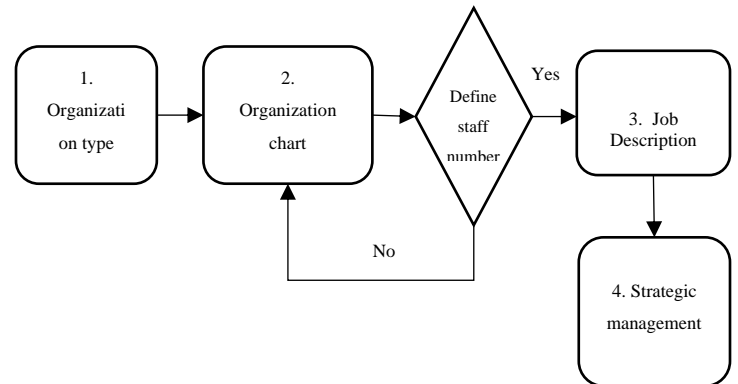 1.
Organizati
on type
2.
Organization
chart
Define
staff
number
Yes
No
3. Job
Description
4. Strategic
management